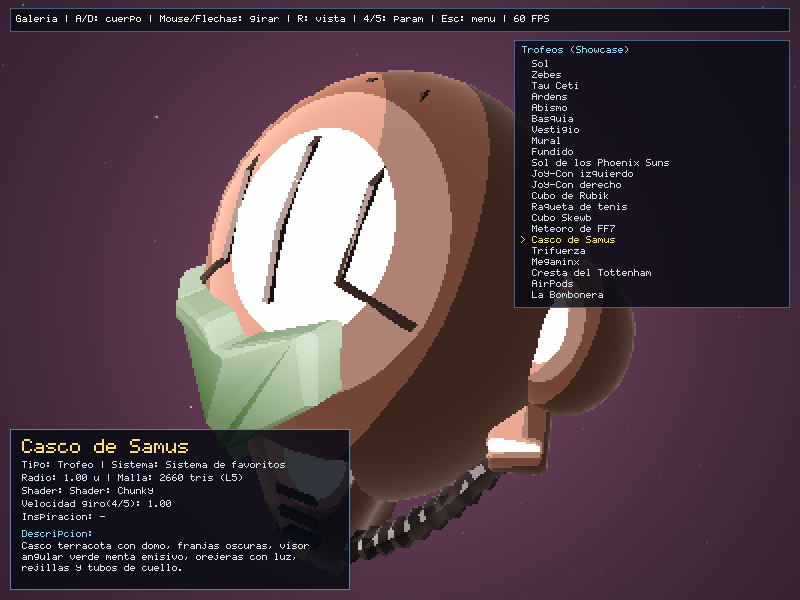 Galeria | A/D: cuerpo | Mouse/Flechas: girar | R: vista | 4/5: param | Esc: menu | 60 FPS
Trofeos (Showcase)
Sol
Zebes
Tau Ceti
Ardens
Abismo
Basquia
Vestigio
Mural
Fundido
Sol de los Phoenix Suns
Joy-Con izquierdo
Joy-Con derecho
Cubo de Rubik
Raqueta de tenis
Cubo Skewb
Meteoro de FF7
> Casco de Samus
Trifuerza
Megaminx
Cresta del Tottenham
AirPods
La Bombonera
Casco de Samus
Tipo: Trofeo | Sistema: Sistema de favoritos
Radio: 1.00 u | Malla: 2660 tris (L5)
Shader: Shader: Chunky
Velocidad giro(4/5): 1.00
Inspiracion: -
Descripcion:
Casco terracota con domo, franjas oscuras, visor
angular verde menta emisivo, orejeras con luz,
rejillas y tubos de cuello.